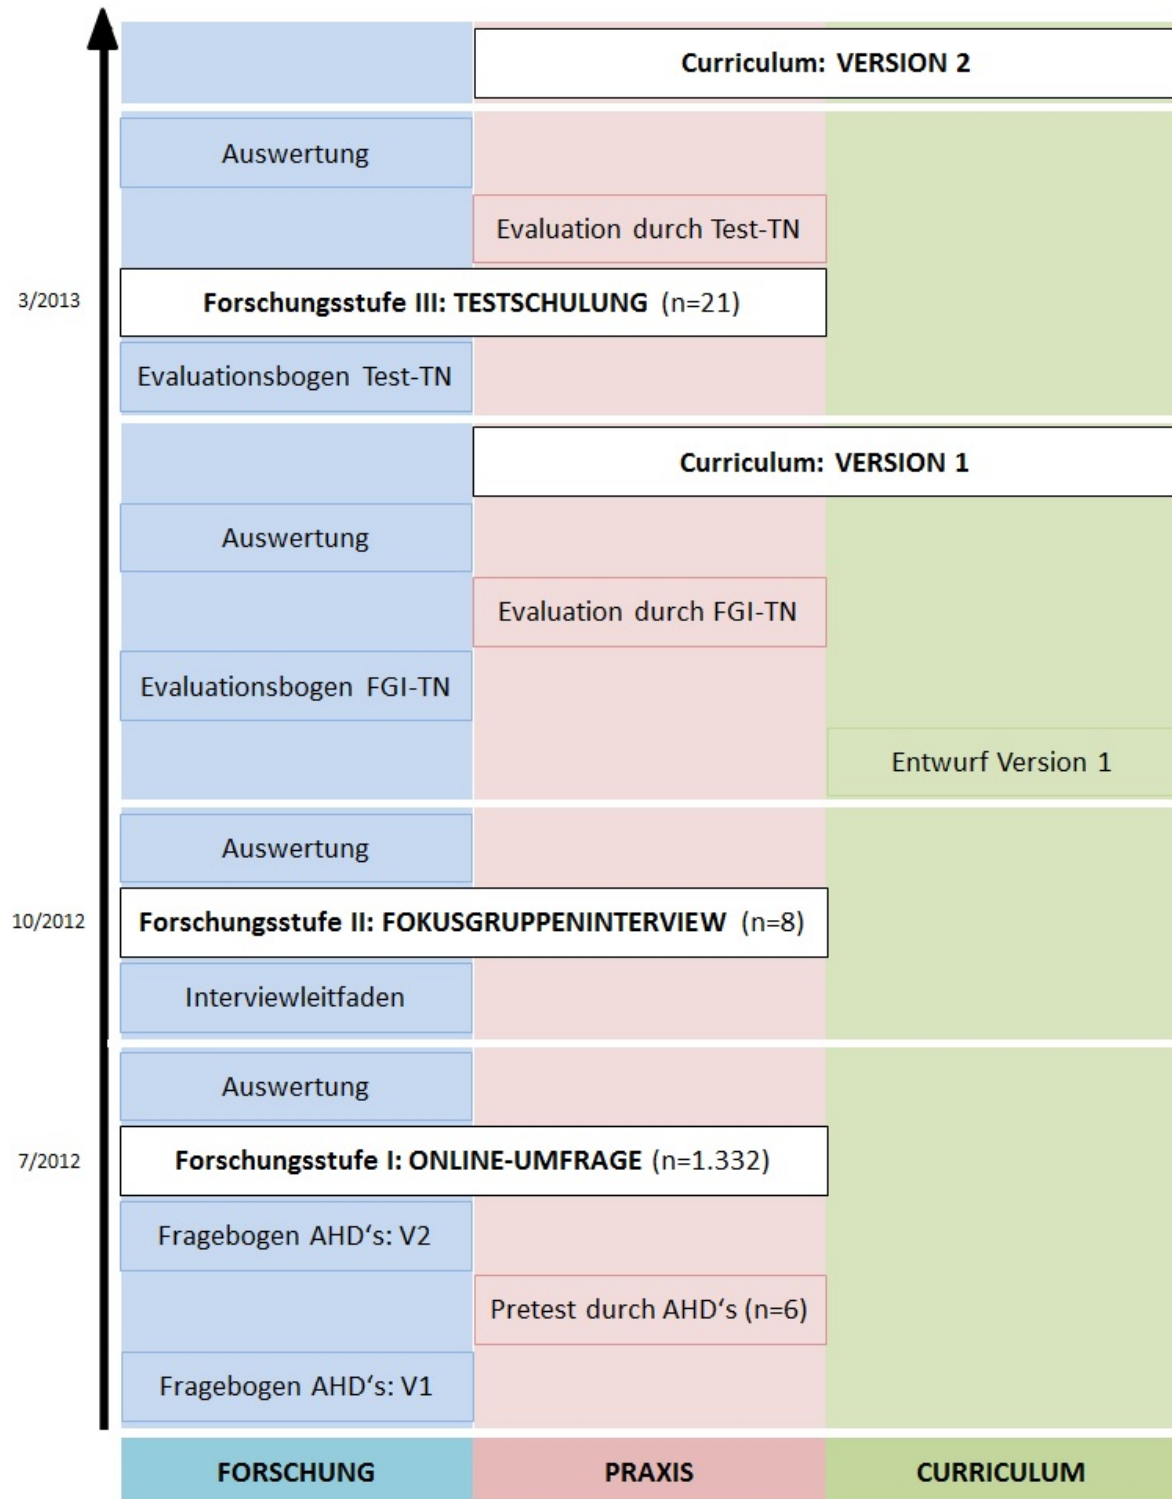 Curriculum: VERSION 2
Auswertung
Evaluation durch Test-TN
3/2013
Forschungsstufe III: TESTSCHULUNG (n=21)
Evaluationsbogen Test-TN
Curriculum: VERSION 1
Auswertung
Evaluation durch FGI-TN
Evaluationsbogen FGI-TN
Entwurf Version 1
Auswertung
10/2012
Forschungsstufe II: FOKUSGRUPPENINTERVIEW (n=8)
Interviewleitfaden
Auswertung
7/2012
Forschungsstufe I: ONLINE-UMFRAGE (n=1.332)
Fragebogen AHD‘s: V2
Pretest durch AHD‘s (n=6)
Fragebogen AHD‘s: V1
FORSCHUNG
PRAXIS
CURRICULUM